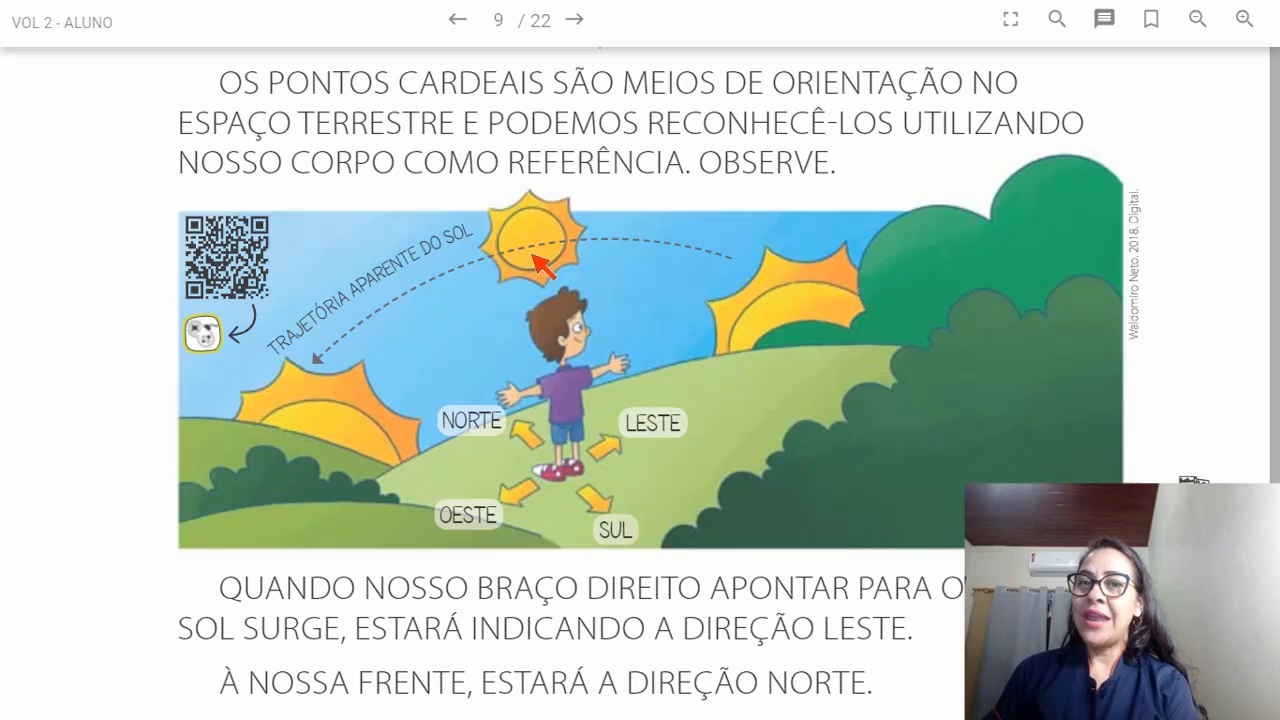 VOL 2 - ALUNO
9 / 22
OS PONTOS CARDEAIS SÃO MEIOS DE ORIENTAÇÃO NO
ESPAÇO TERRESTRE E PODEMOS RECONHECÊ-LOS UTILIZANDO
NOSSO CORPO COMO REFERÊNCIA. OBSERVE.
TRAJETÓRIA APARENTE DO SOL
Waldomiro Neto. 2018. Digital.
NORTE
LESTE
OESTE
SUL
QUANDO NOSSO BRAÇO DIREITO APONTAR PARA
SOL SURGE, ESTARÁ INDICANDO A DIREÇÃO LESTE.
À NOSSA FRENTE, ESTARÁ A DIREÇÃO NORTE.